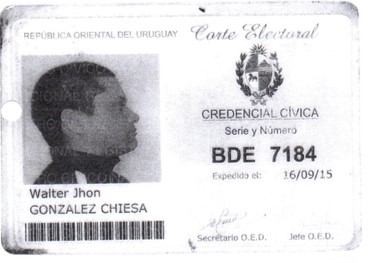 REPÚBLICA ORIENTAL DEL URUGUAY
Corte Electoral
CREDENCIAL CÍVICA
Serie y Número
BDE 7184
Expedido el: 16/09/15
Walter Jhon
GONZALEZ CHIESA
Secretario O.E.D. Jefe O.E.D.